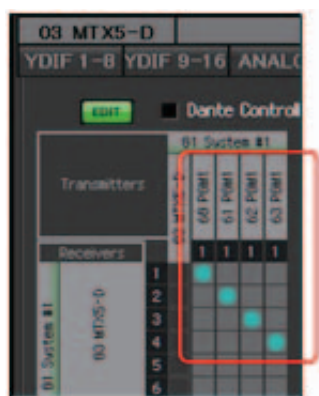 03 MTX5-D
YDIF 1-8 YDIF 9-16 ANAL
EDIT
Dante Control
01 System #1
Transmitters
03 MTX5-D
60 PGM1
61 PGM1
62 PGM1
63 PGM1
Receivers
1 1 1 1
01 System #1
03 MTX5-D
1
2
3
4
5
6